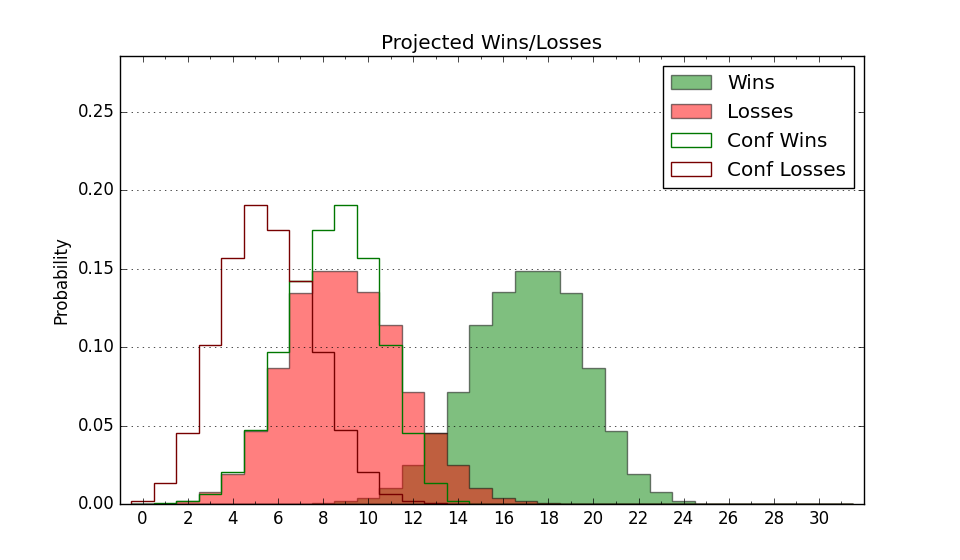 Projected Wins/Losses
Wins
Losses
Conf Wins
Conf Losses
Probability
0.25
0.20
0.15
0.10
0.05
0.00
0 2 4 6 8 10 12 14 16 18 20 22 24 26 28 30